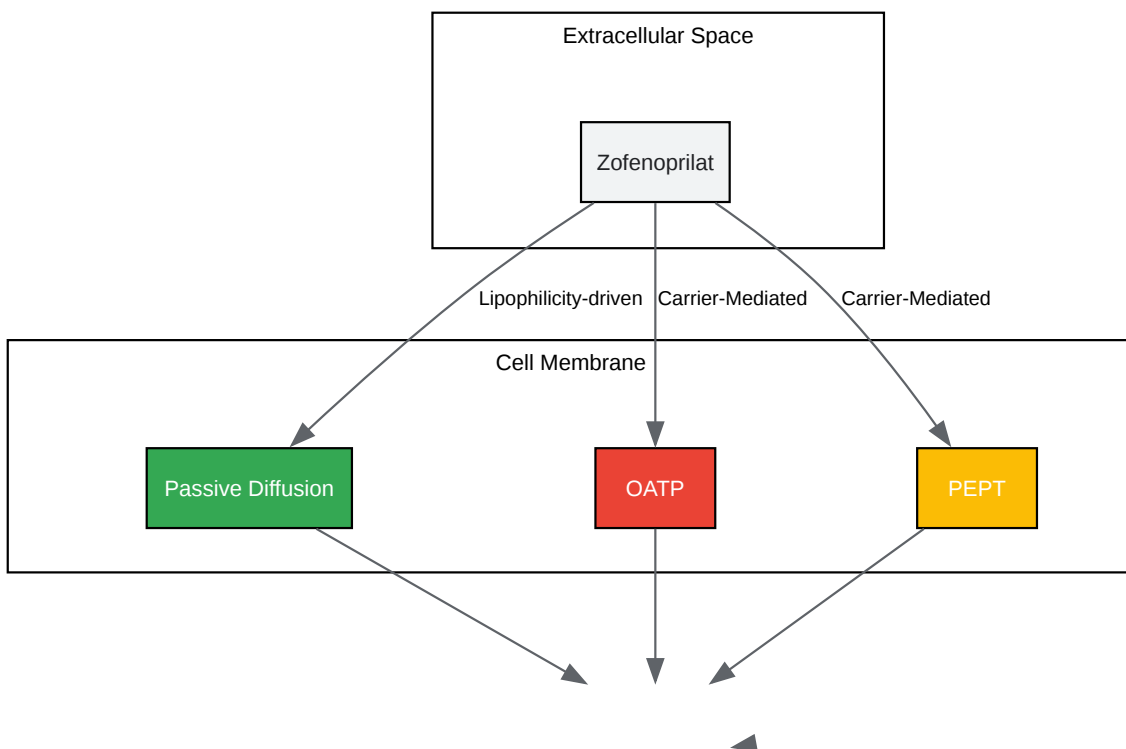 Extracellular Space
Zofenoprilat
Lipophilicity-driven
Carrier-Mediated
Carrier-Mediated
Cell Membrane
Passive Diffusion
OATP
PEPT